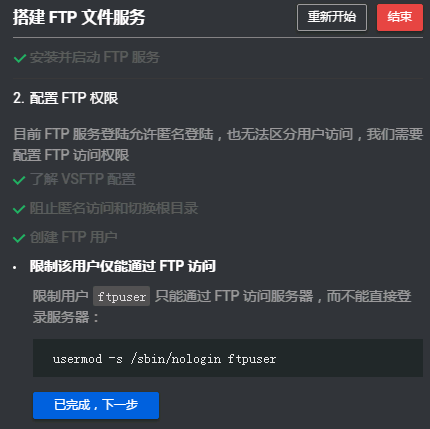 搭建 FTP 文件服务
重新开始
结束
安装并启动 FTP 服务
2. 配置 FTP 权限
目前 FTP 服务登陆允许匿名登陆，也无法区分用户访问，我们需要
配置 FTP 访问权限
了解 VSFTP 配置
阻止匿名访问和切换根目录
创建 FTP 用户
限制该用户仅能通过 FTP 访问
限制用户 ftpuser 只能通过 FTP 访问服务器，而不能直接登
录服务器：
usermod -s /sbin/nologin ftpuser
已完成，下一步